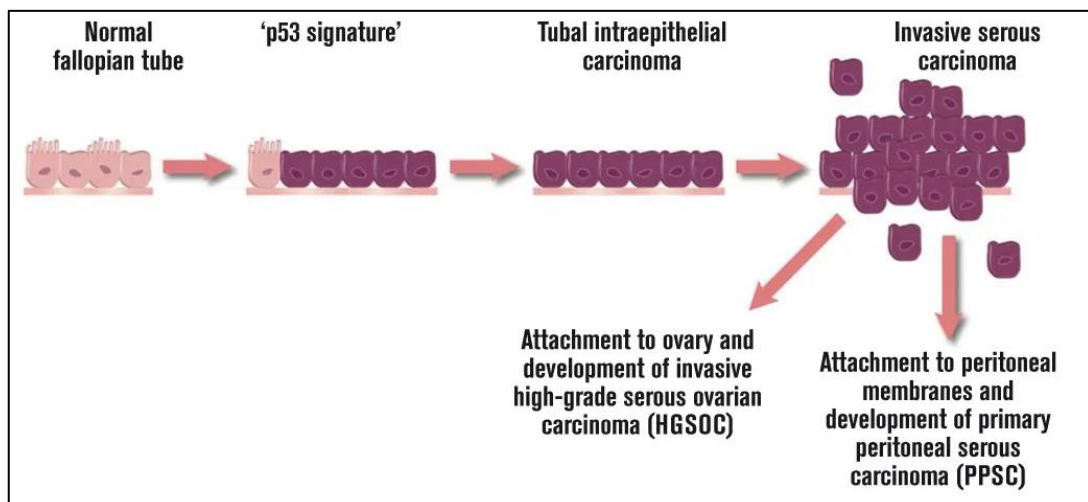 Normal
fallopian tube
‘p53 signature’
Tubal intraepithelial
carcinoma
Invasive serous
carcinoma
Attachment to ovary and
development of invasive
high-grade serous ovarian
carcinoma (HGSOC)
Attachment to peritoneal
membranes and
development of primary
peritoneal serous
carcinoma (PPSC)